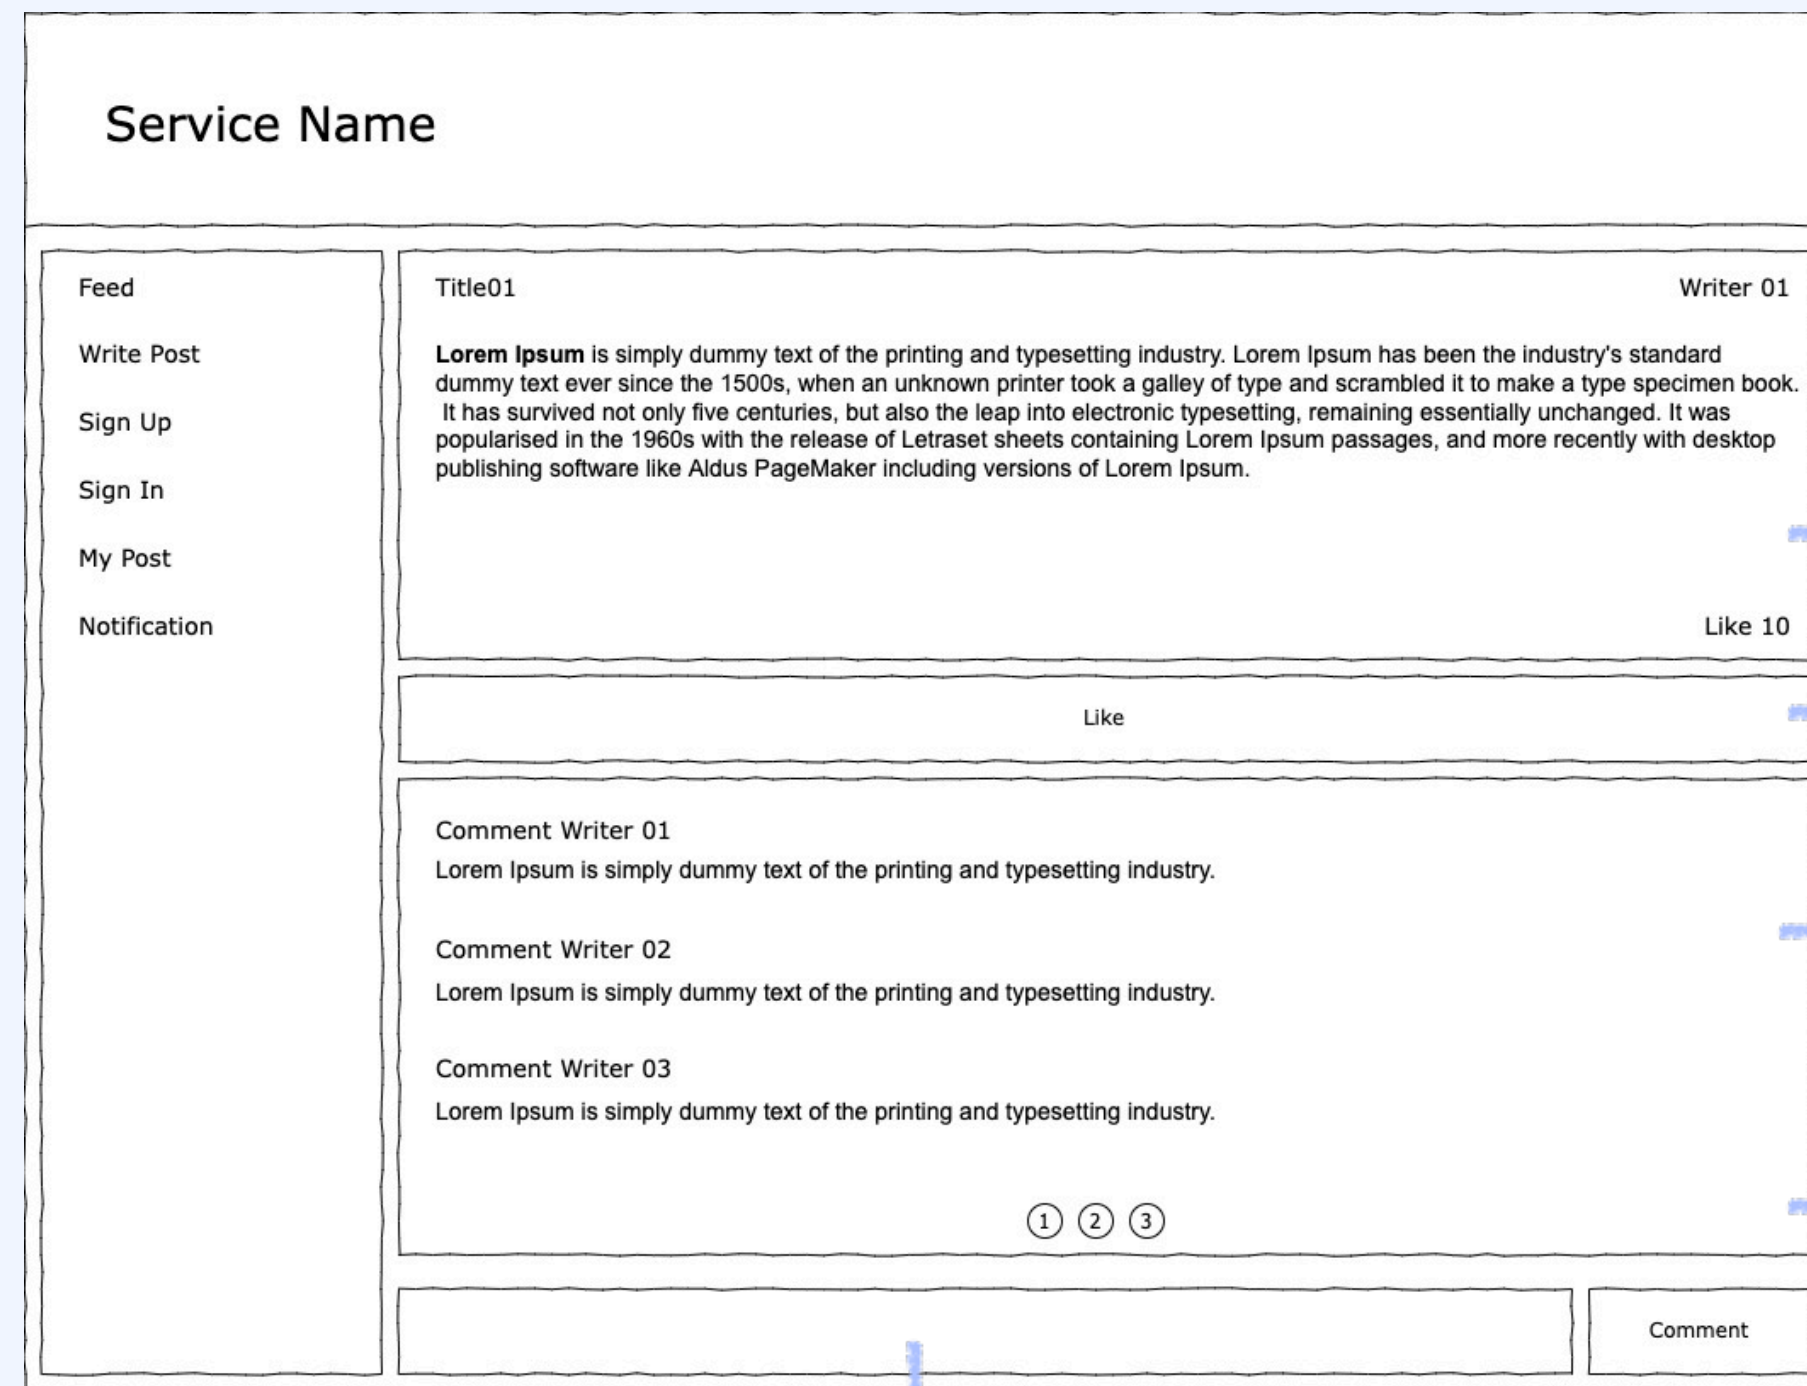 Service Name
Feed
Write Post
Sign Up
Sign In
My Post
Notification
Title01
Writer 01
Lorem Ipsum is simply dummy text of the printing and typesetting industry. Lorem Ipsum has been the industry's standard
dummy text ever since the 1500s, when an unknown printer took a galley of type and scrambled it to make a type specimen book.
It has survived not only five centuries, but also the leap into electronic typesetting, remaining essentially unchanged. It was
popularised in the 1960s with the release of Letraset sheets containing Lorem Ipsum passages, and more recently with desktop
publishing software like Aldus PageMaker including versions of Lorem Ipsum.
Like 10
Like
Comment Writer 01
Lorem Ipsum is simply dummy text of the printing and typesetting industry.
Comment Writer 02
Lorem Ipsum is simply dummy text of the printing and typesetting industry.
Comment Writer 03
Lorem Ipsum is simply dummy text of the printing and typesetting industry.
1 2 3
Comment